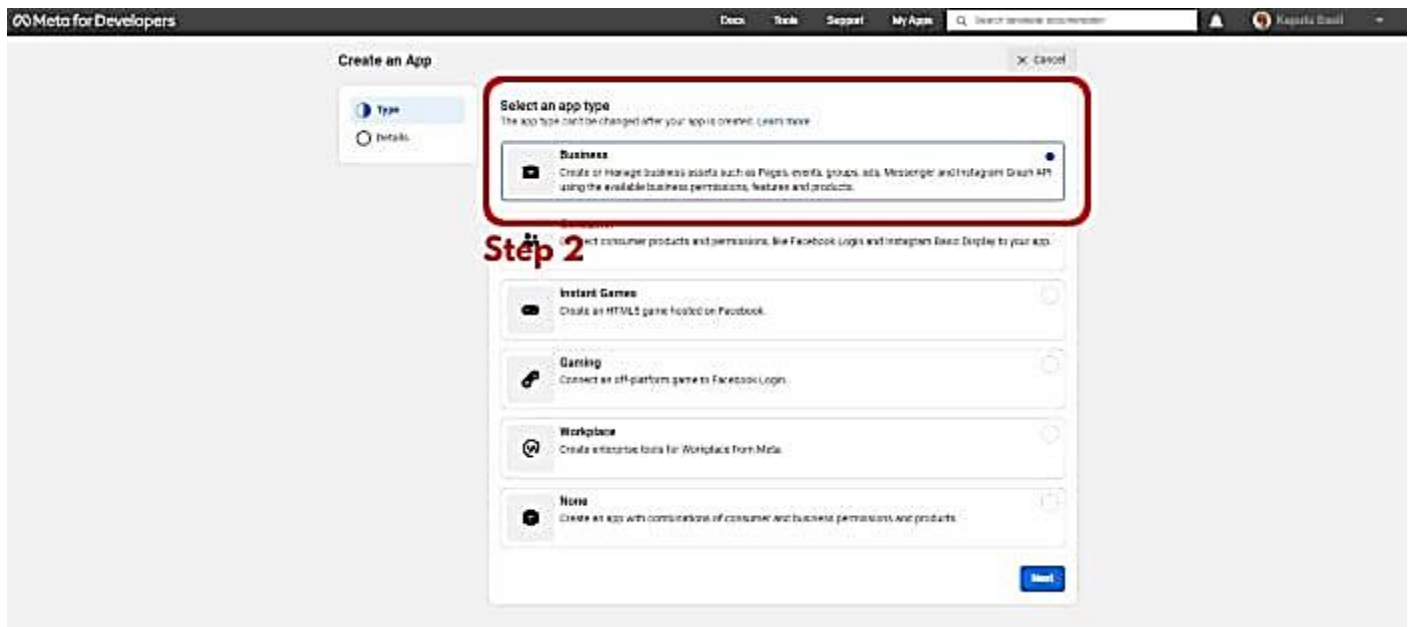 Meta for Developers
Docs Tools Support My Apps Search developer documentation
Create an App
Cancel
Type
Details
Select an app type
The app type can't be changed after your app is created. Learn more
Business
Create or manage business assets such as Pages, events, groups, ads, Messenger and Instagram Graph API
using the available business permissions, features and products.
Step 2
consumer products and permissions, like Facebook Login and Instagram Basic Display to your app.
Instant Games
Create an HTML5 game hosted on Facebook.
Gaming
Connect an off-platform game to Facebook Login.
Workplace
Create enterprise tools for Workplace from Meta.
None
Create an app with combinations of consumer and business permissions and products.
Next